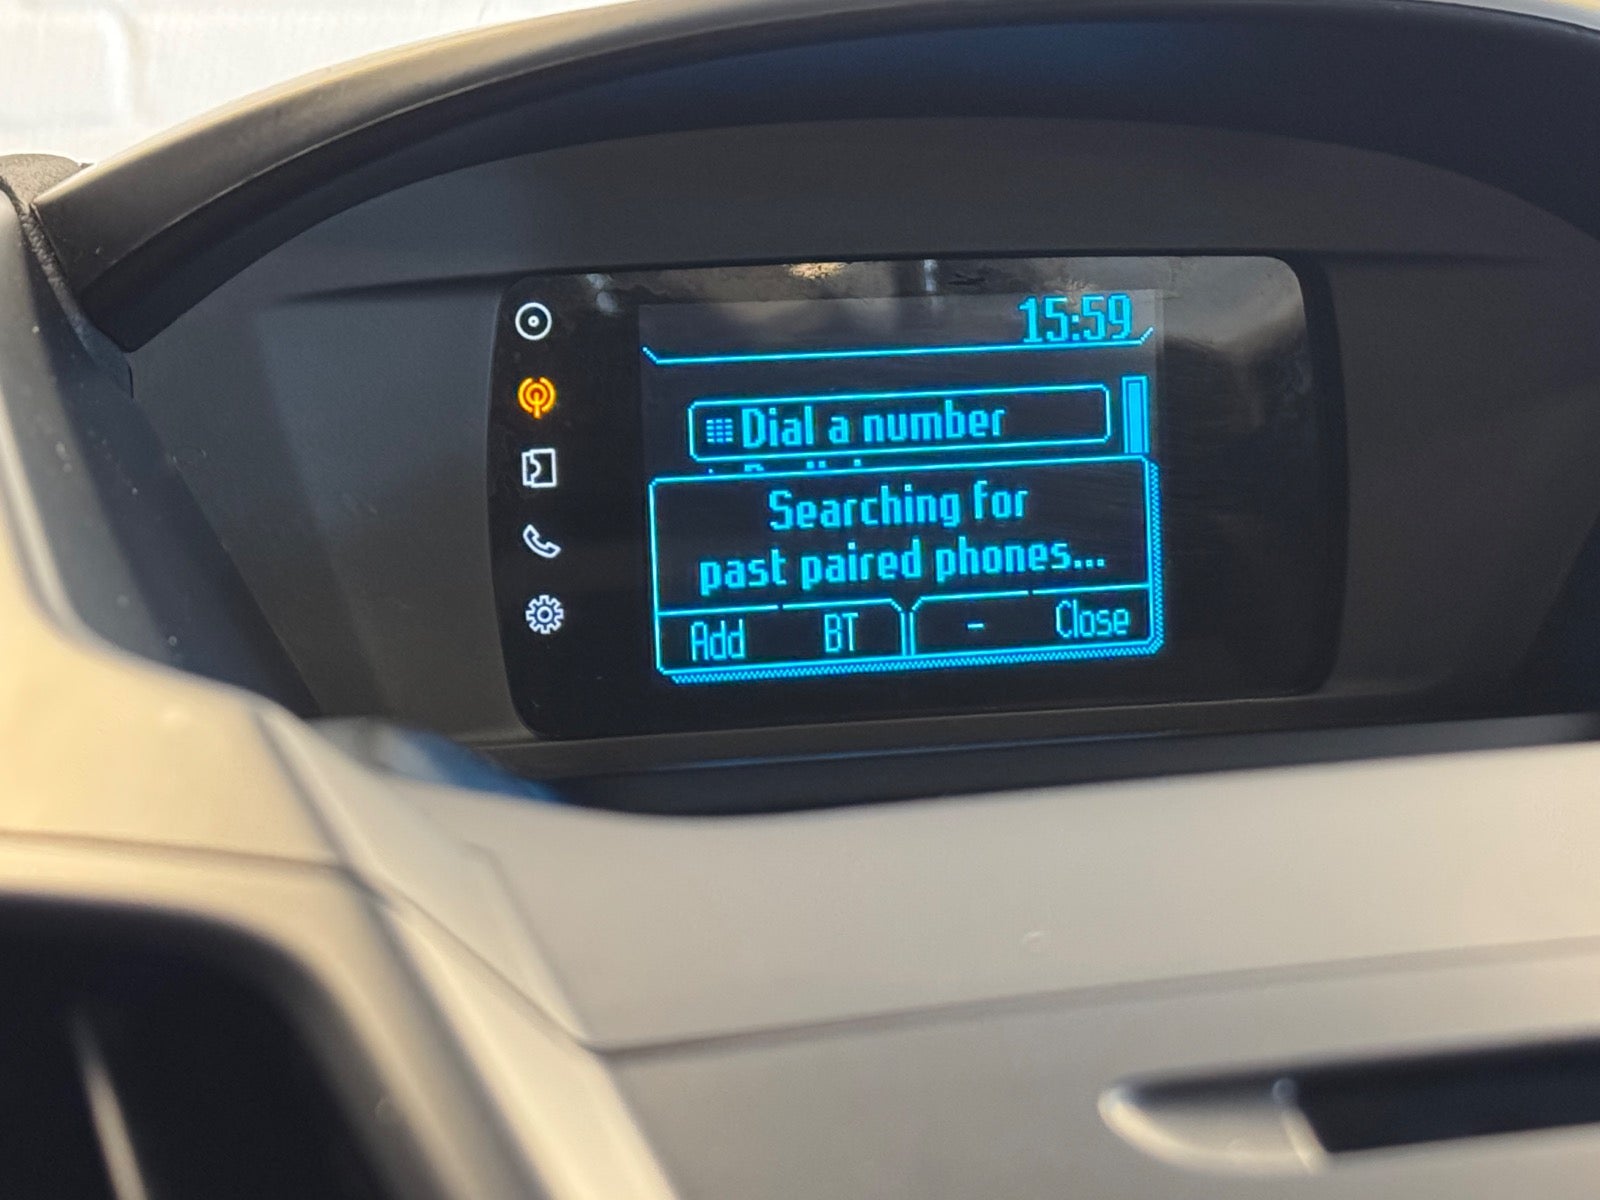 15:59
Dial a number
Searching for
past paired phones...
Add BT - Close